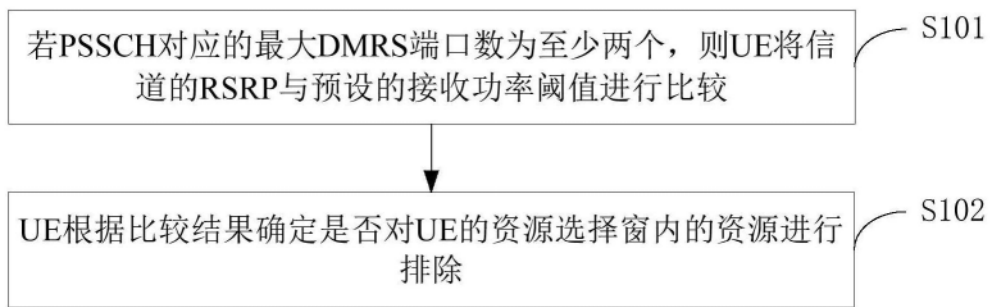 若PSSCH对应的最大DMRS端口数为至少两个，则UE将信
道的RSRP与预设的接收功率阈值进行比较
S101
UE根据比较结果确定是否对UE的资源选择窗内的资源进行
排除
S102